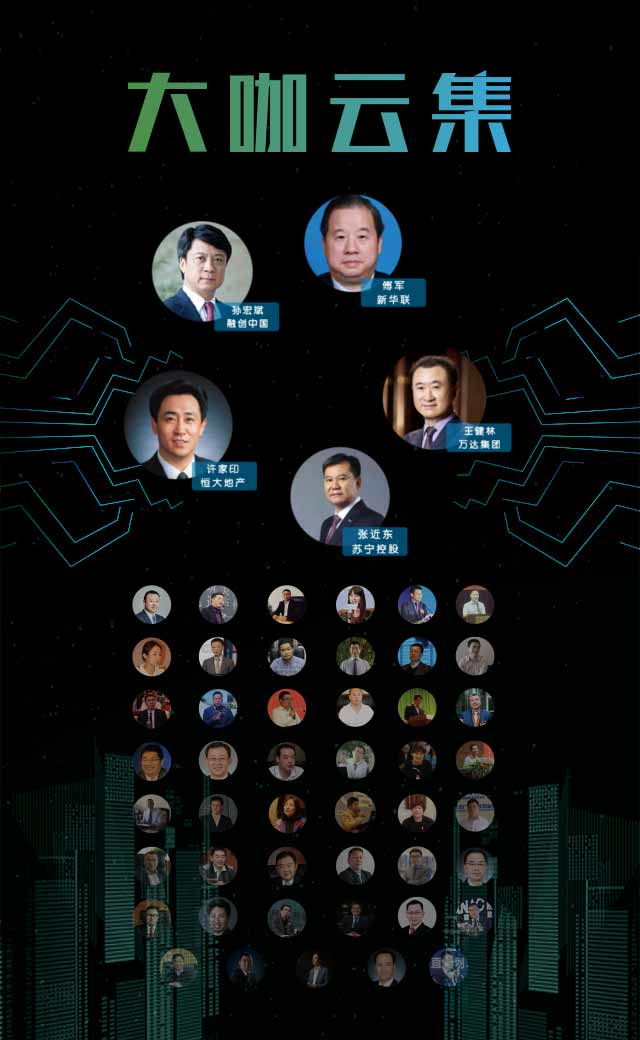 大咖云集
傅军
新华联
孙宏斌
融创中国
王健林
万达集团
许家印
恒大地产
张近东
苏宁控股